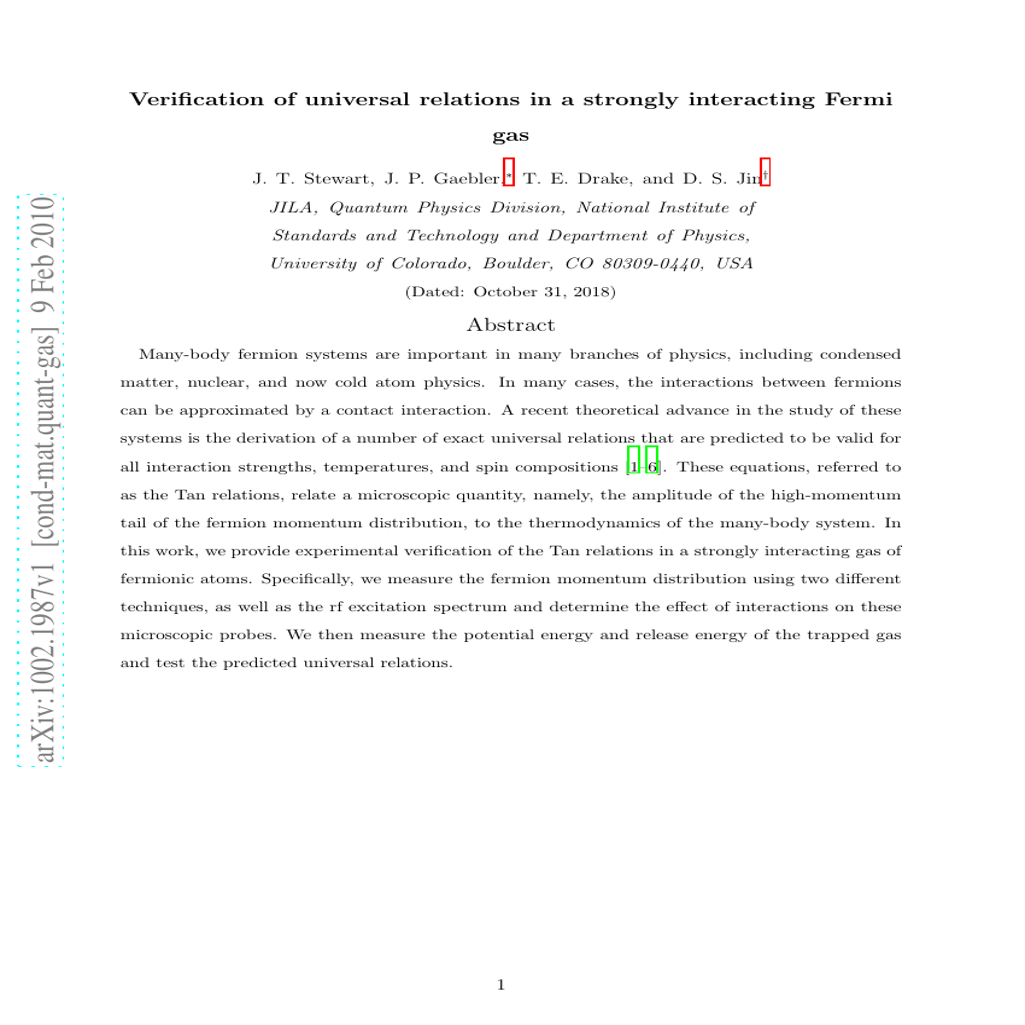 Verification of universal relations in a strongly interacting Fermi
gas
J. T. Stewart, J. P. Gaebler,* T. E. Drake, and D. S. Jin†
JILA, Quantum Physics Division, National Institute of
Standards and Technology and Department of Physics,
University of Colorado, Boulder, CO 80309-0440, USA
(Dated: October 31, 2018)
Abstract
Many-body fermion systems are important in many branches of physics, including condensed
matter, nuclear, and now cold atom physics. In many cases, the interactions between fermions
can be approximated by a contact interaction. A recent theoretical advance in the study of these
systems is the derivation of a number of exact universal relations that are predicted to be valid for
all interaction strengths, temperatures, and spin compositions [1–6]. These equations, referred to
as the Tan relations, relate a microscopic quantity, namely, the amplitude of the high-momentum
tail of the fermion momentum distribution, to the thermodynamics of the many-body system. In
this work, we provide experimental verification of the Tan relations in a strongly interacting gas of
fermionic atoms. Specifically, we measure the fermion momentum distribution using two different
techniques, as well as the rf excitation spectrum and determine the effect of interactions on these
microscopic probes. We then measure the potential energy and release energy of the trapped gas
and test the predicted universal relations.
arXiv:1002.1987v1 [cond-mat.quant-gas] 9 Feb 2010
1